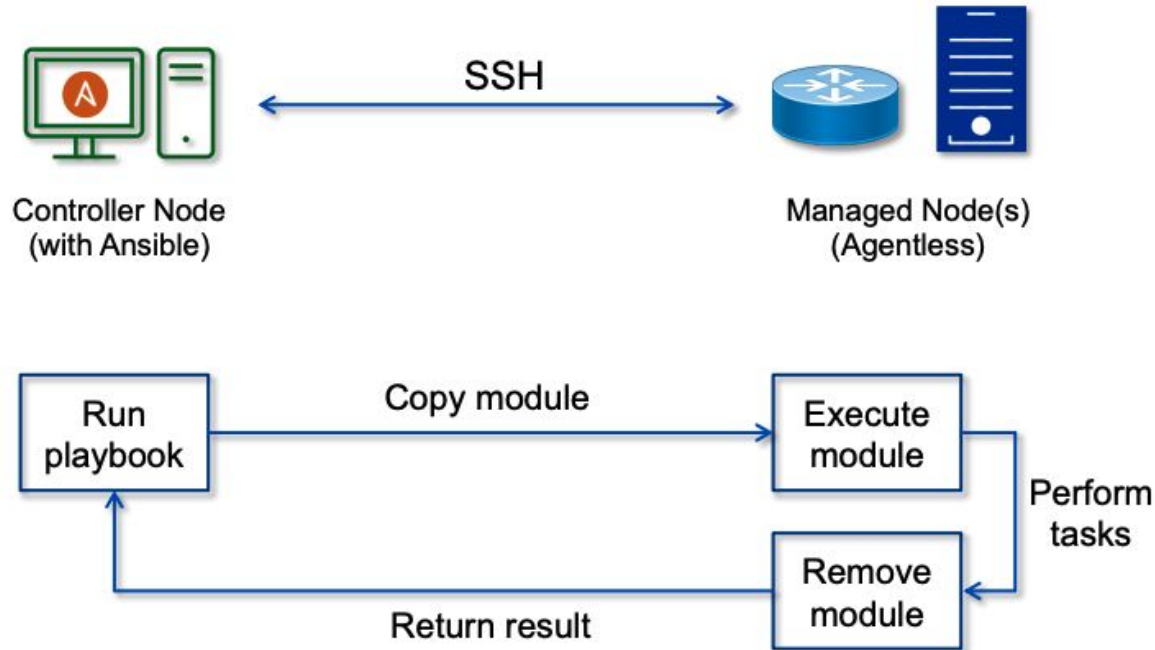 SSH
Controller Node
(with Ansible)
Managed Node(s)
(Agentless)
Run
playbook
Copy module
Execute
module
Perform
tasks
Remove
module
Return result